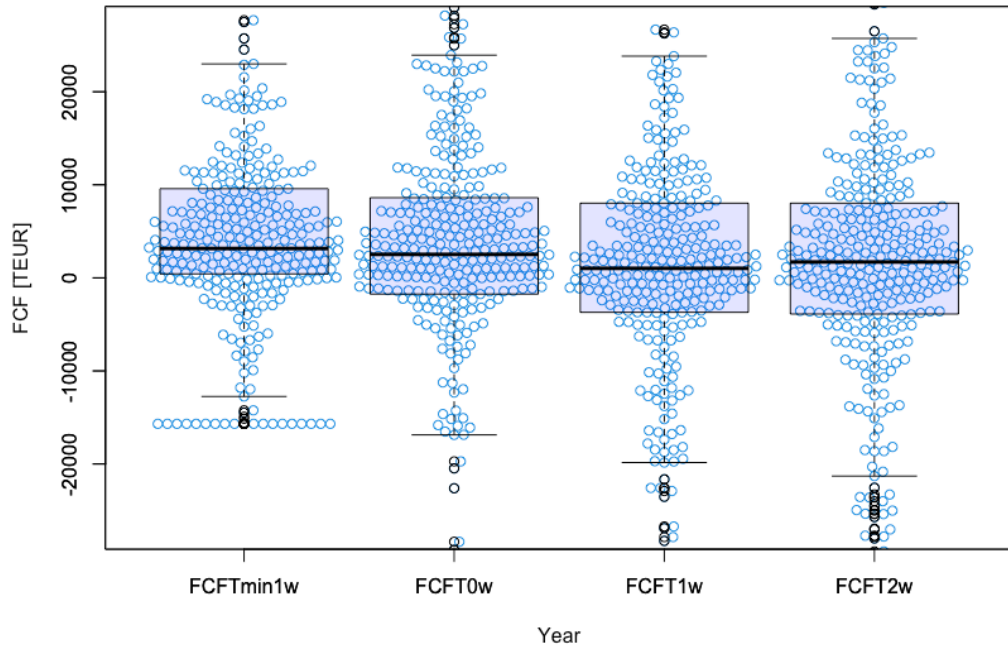 20000
10000
0
-10000
-20000
FCF [TEUR]
FCFTmin1w FCFT0w FCFT1w FCFT2w
Year